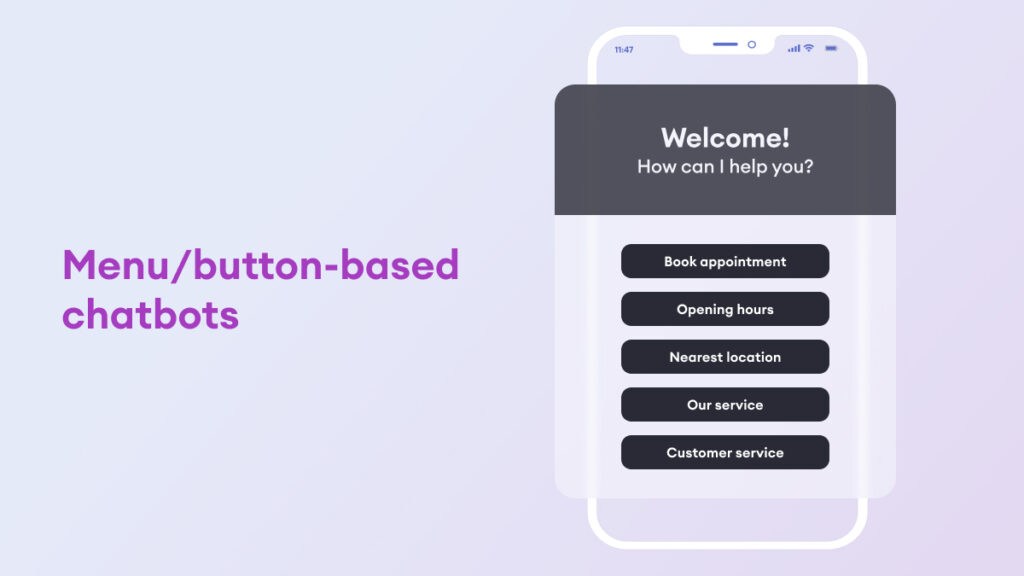 Menu/button-based
chatbots
11:47
Welcome!
How can I help you?
Book appointment
Opening hours
Nearest location
Our service
Customer service